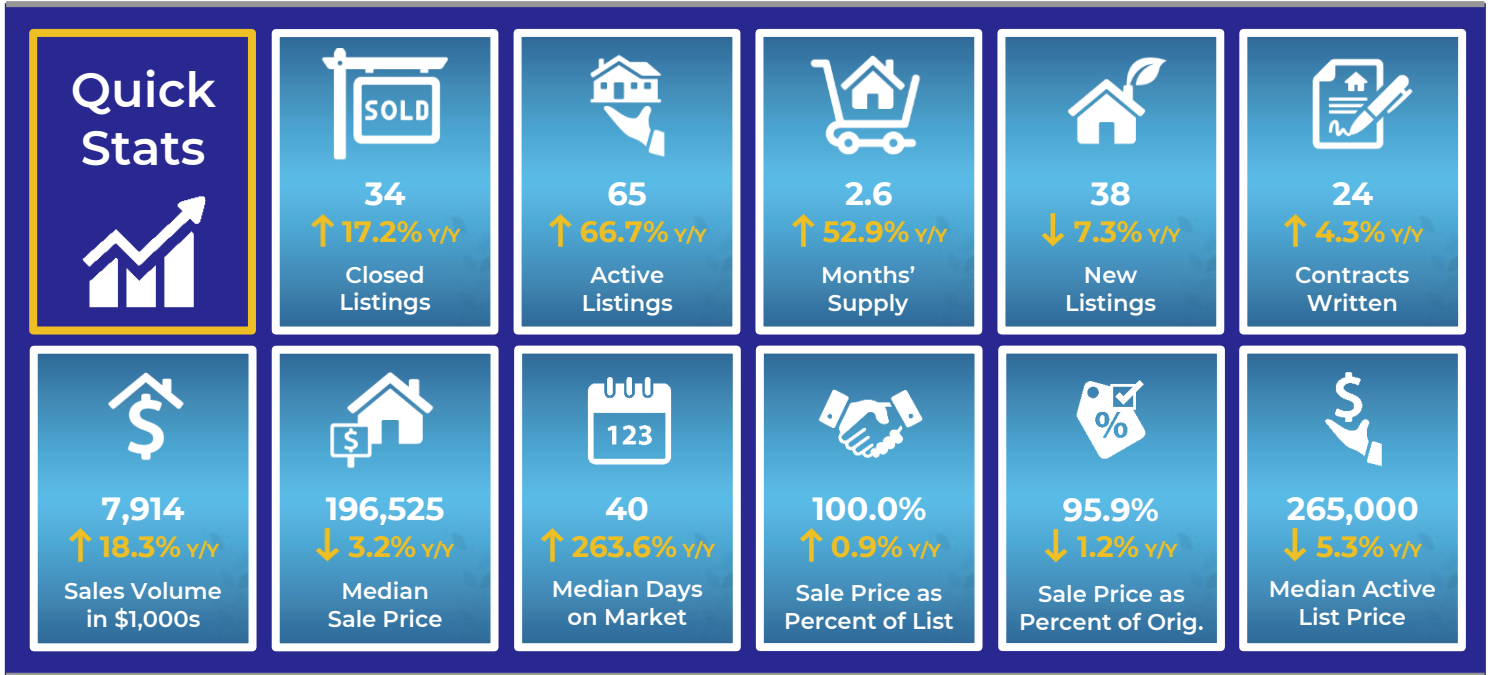 Quick
Stats
SOLD
34
↑ 17.2% Y/Y
Closed
Listings
65
↑ 66.7% Y/Y
Active
Listings
2.6
↑ 52.9% Y/Y
Months’
Supply
38
↓ 7.3% Y/Y
New
Listings
24
↑ 4.3% Y/Y
Contracts
Written
$
7,914
↑ 18.3% Y/Y
Sales Volume
in $1,000s
$
196,525
↓ 3.2% Y/Y
Median
Sale Price
123
40
↑ 263.6% Y/Y
Median Days
on Market
100.0%
↑ 0.9% Y/Y
Sale Price as
Percent of List
%
95.9%
↓ 1.2% Y/Y
Sale Price as
Percent of Orig.
$
265,000
↓ 5.3% Y/Y
Median Active
List Price